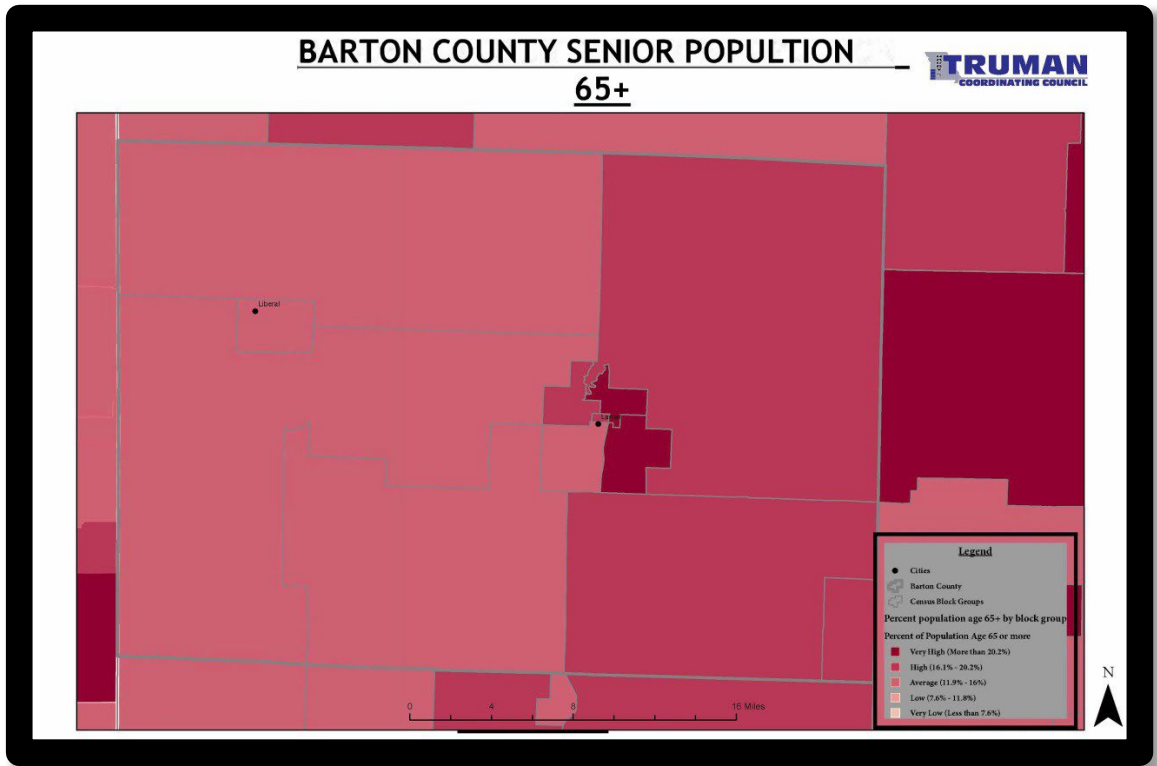 BARTON COUNTY SENIOR POPULTION
65+
TRUMAN
COORDINATING COUNCIL
Liberal
Legend
Cities
Barton County
Census Block Groups
Percent population age 65+ by block group
Percent of Population Age 65 or more
Very High (More than 20.2%)
High (16.1% - 20.2%)
Average (11.9% - 16%)
Low (7.6% - 11.8%)
Very Low (Less than 7.6%)
N
0 4 8 16 Miles